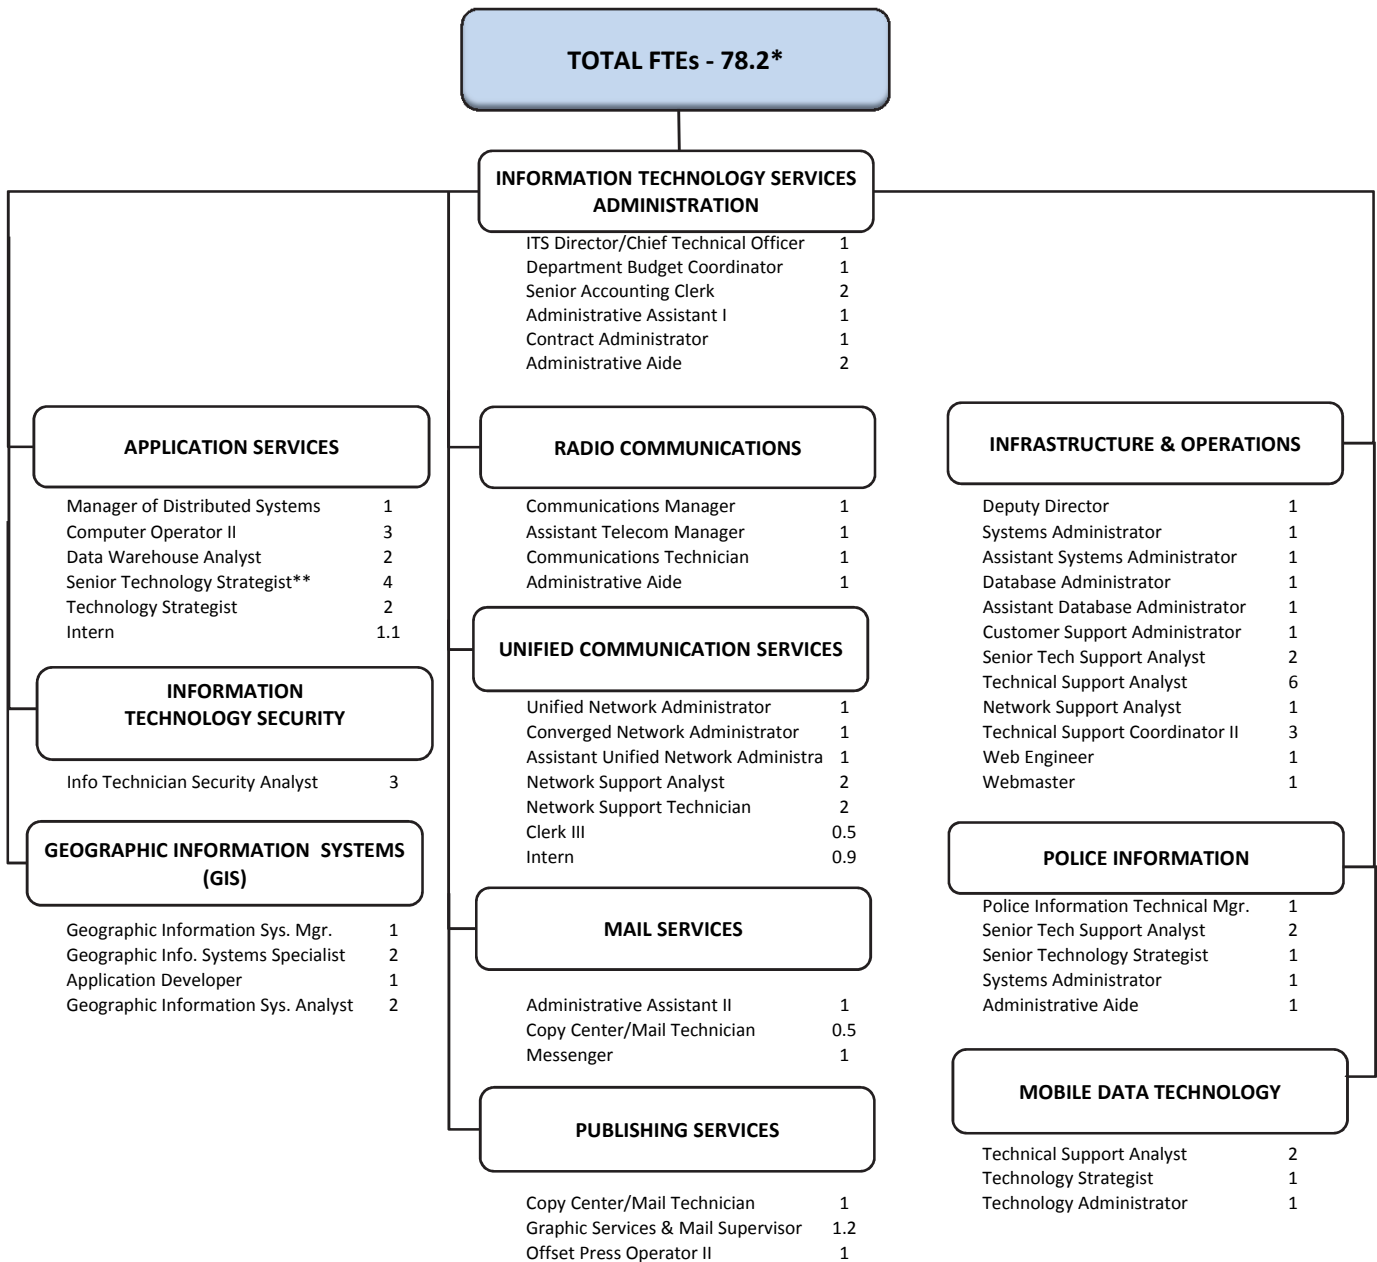 TOTAL FTEs - 78.2*
INFORMATION TECHNOLOGY SERVICES
ADMINISTRATION
ITS Director/Chief Technical Officer 1
Department Budget Coordinator 1
Senior Accounting Clerk 2
Administrative Assistant I 1
Contract Administrator 1
Administrative Aide 2
APPLICATION SERVICES
Manager of Distributed Systems 1
Computer Operator II 3
Data Warehouse Analyst 2
Senior Technology Strategist** 4
Technology Strategist 2
Intern 1.1
INFORMATION
TECHNOLOGY SECURITY
Info Technician Security Analyst 3
GEOGRAPHIC INFORMATION SYSTEMS
(GIS)
Geographic Information Sys. Mgr. 1
Geographic Info. Systems Specialist 2
Application Developer 1
Geographic Information Sys. Analyst 2
RADIO COMMUNICATIONS
Communications Manager 1
Assistant Telecom Manager 1
Communications Technician 1
Administrative Aide 1
UNIFIED COMMUNICATION SERVICES
Unified Network Administrator 1
Converged Network Administrator 1
Assistant Unified Network Administra 1
Network Support Analyst 2
Network Support Technician 2
Clerk III 0.5
Intern 0.9
MAIL SERVICES
Administrative Assistant II 1
Copy Center/Mail Technician 0.5
Messenger 1
PUBLISHING SERVICES
Copy Center/Mail Technician 1
Graphic Services & Mail Supervisor 1.2
Offset Press Operator II 1
INFRASTRUCTURE & OPERATIONS
Deputy Director 1
Systems Administrator 1
Assistant Systems Administrator 1
Database Administrator 1
Assistant Database Administrator 1
Customer Support Administrator 1
Senior Tech Support Analyst 2
Technical Support Analyst 6
Network Support Analyst 1
Technical Support Coordinator II 3
Web Engineer 1
Webmaster 1
POLICE INFORMATION
Police Information Technical Mgr. 1
Senior Tech Support Analyst 2
Senior Technology Strategist 1
Systems Administrator 1
Administrative Aide 1
MOBILE DATA TECHNOLOGY
Technical Support Analyst 2
Technology Strategist 1
Technology Administrator 1